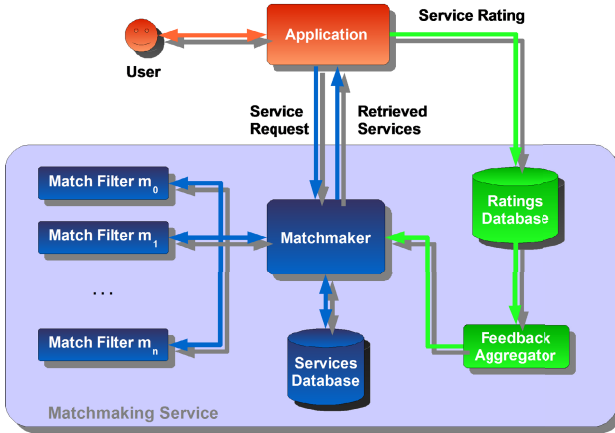 Service Rating
Application
User
Service
Request
Retrieved
Services
Match Filter m0
Ratings
Database
Match Filter m1
Matchmaker
...
Match Filter mn
Services
Database
Feedback
Aggregator
Matchmaking Service